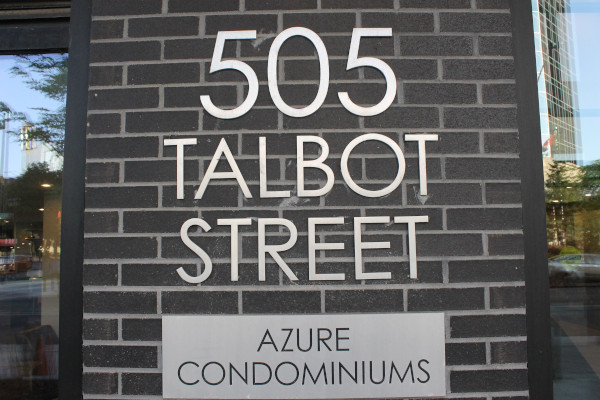 505
TALBOT
STREET
AZURE
CONDOMINIUMS